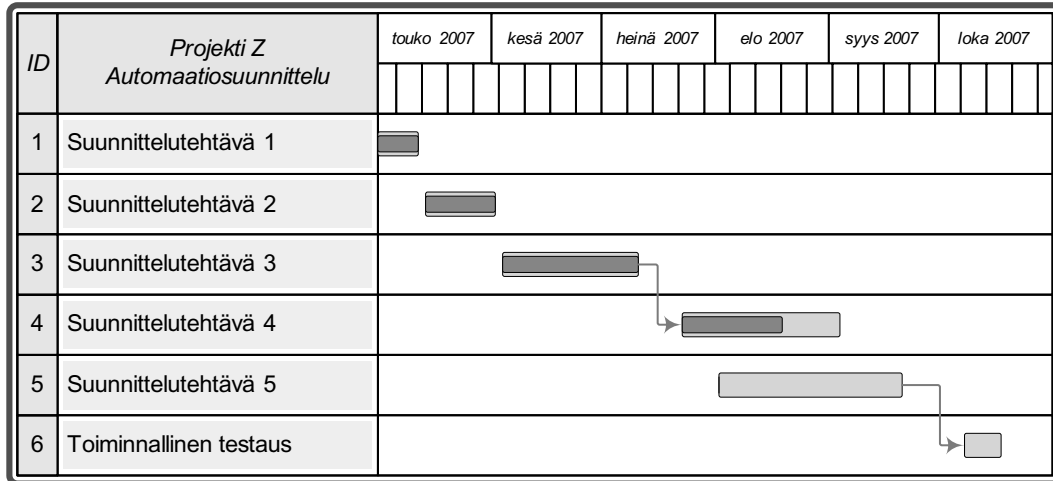 ID
Projekti Z
Automaatiosuunnittelu
touko 2007
kesä 2007
heinä 2007
elo 2007
syys 2007
loka 2007
1 Suunnittelutehtävä 1
2 Suunnittelutehtävä 2
3 Suunnittelutehtävä 3
4 Suunnittelutehtävä 4
5 Suunnittelutehtävä 5
6 Toiminnallinen testaus